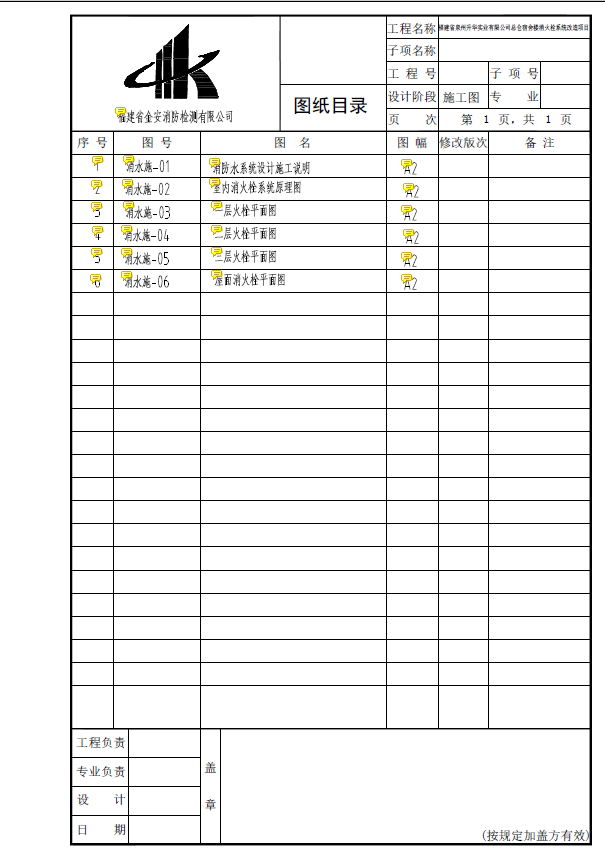 工程名称 福建省泉州升华实业有限公司总仓宿舍楼消火栓系统改造项目
子项名称
工程号 子项号
设计阶段 施工图 专业
福建省金安消防检测有限公司
图纸目录
页次 第 1 页，共 1 页
序号 图号 图名 图幅 修改版次 备注
1 消水施-01 消防水系统设计施工说明 A2
2 消水施-02 室内消火栓系统原理图 A2
3 消水施-03 层火栓平面图 A2
4 消水施-04 层火栓平面图 A2
5 消水施-05 层火栓平面图 A2
6 消水施-06 屋面消火栓平面图 A2
工程负责
专业负责
设计
日期
盖章
(按规定加盖方有效)